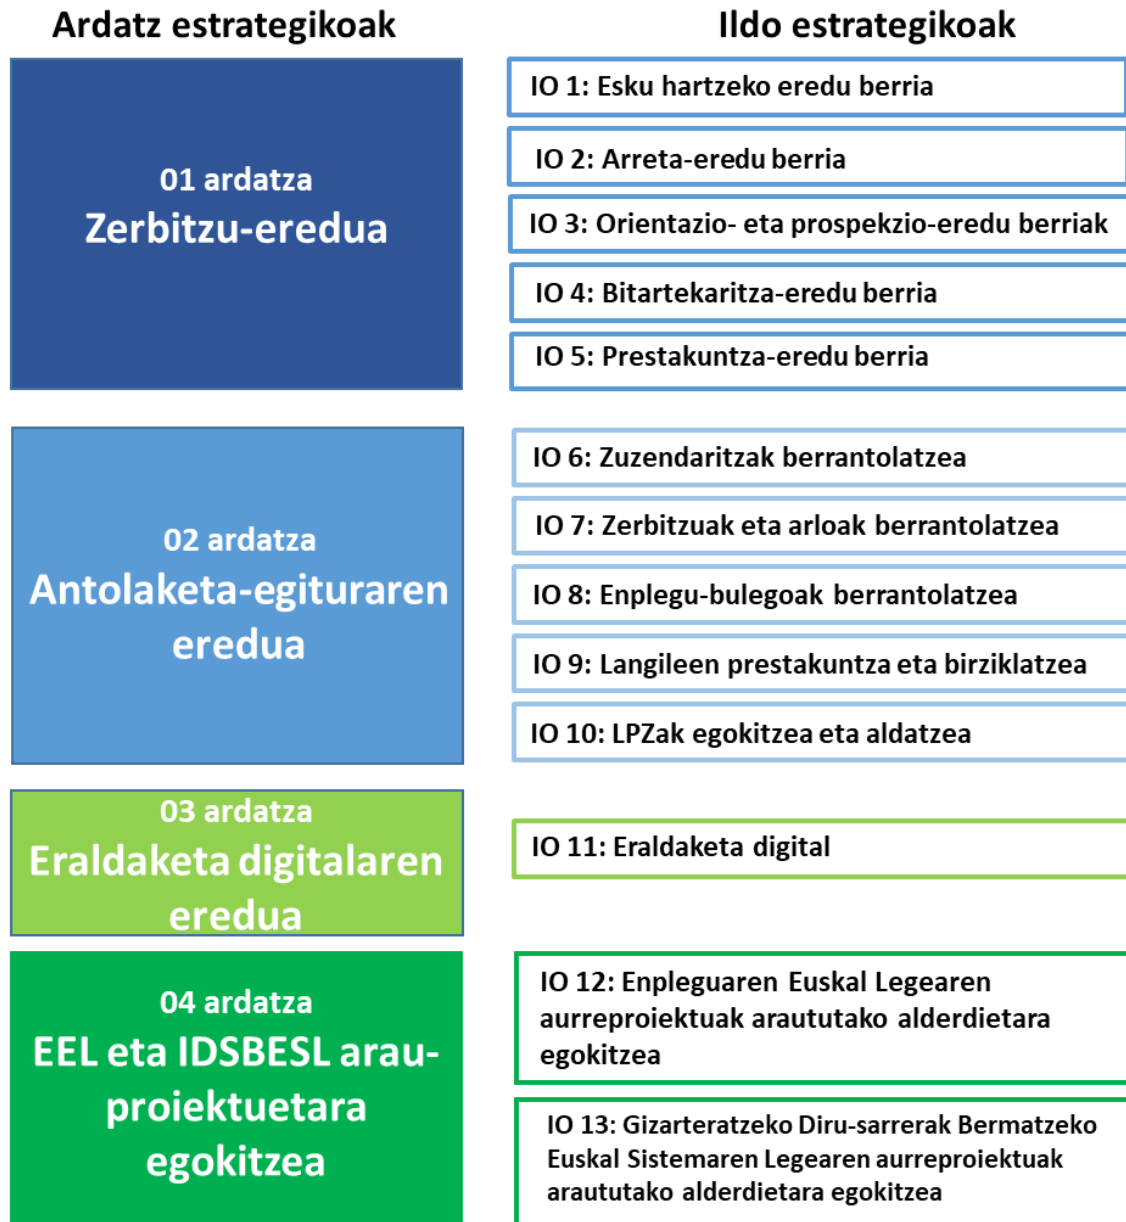 Ardatz estrategikoak
Ildo estrategikoak
01 ardatza
Zerbitzu-eredua
IO 1: Esku hartzeko eredu berria
IO 2: Arreta-eredu berria
IO 3: Orientazio- eta prospekzio-eredu berriak
IO 4: Bitartekaritza-eredu berria
IO 5: Prestakuntza-eredu berria
02 ardatza
Antolaketa-egituraren
eredua
IO 6: Zuzendaritzak berrantolatzea
IO 7: Zerbitzuak eta arloak berrantolatzea
IO 8: Enplegu-bulegoak berrantolatzea
IO 9: Langileen prestakuntza eta birziklatzea
IO 10: LPZak egokitzea eta aldatzea
03 ardatza
Eraldaketa digitalaren
eredua
IO 11: Eraldaketa digital
04 ardatza
EEL eta IDSBESL arau-
proiektuetara
egokitzea
IO 12: Enpleguaren Euskal Legearen
aurreproiektuak araututako alderdietara
egokitzea
IO 13: Gizarteratzeko Diru-sarrerak Bermatzeko
Euskal Sistemaren Legearen aurreproiektuak
araututako alderdietara egokitzea